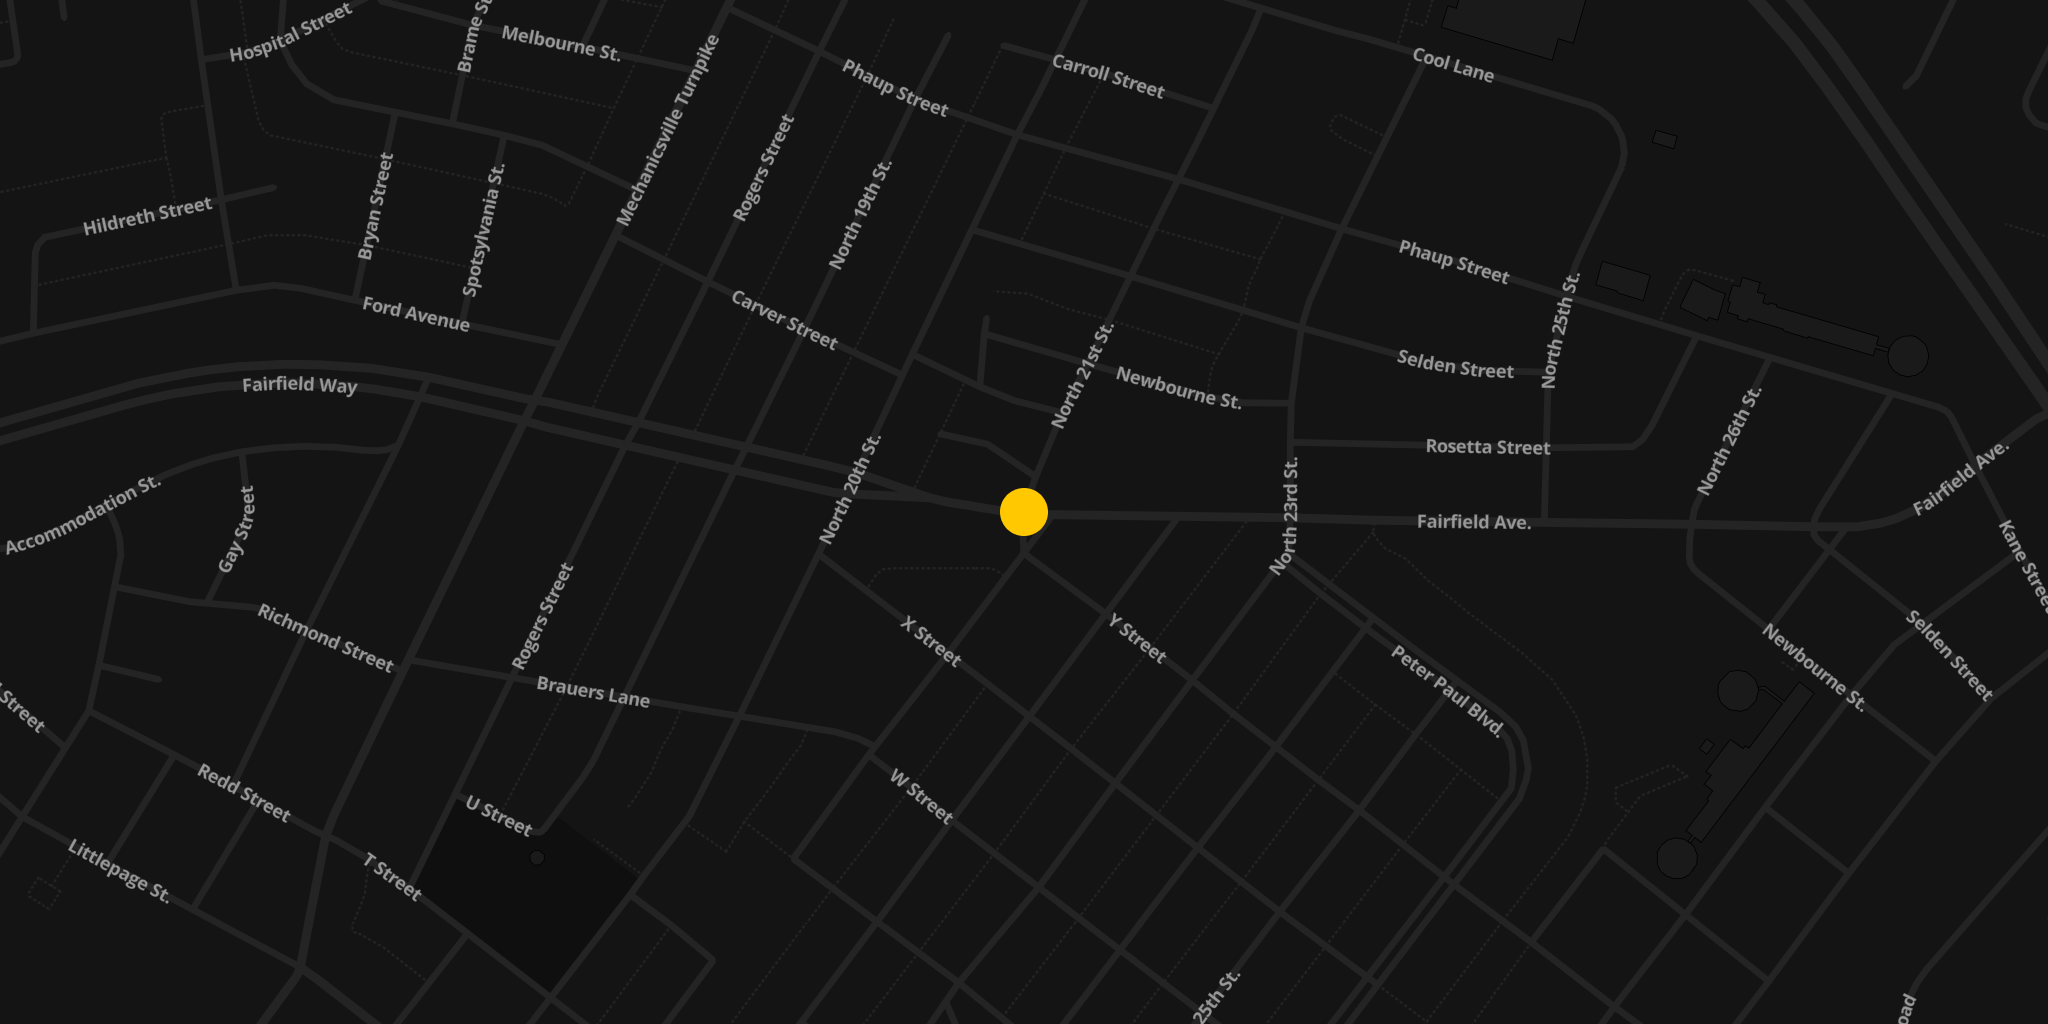 Hospital Street
Brame St.
Melbourne St.
Mechanicsville Turnpike
Phaup Street
Carroll Street
Cool Lane
Rogers Street
North 19th St.
Hildreth Street
Bryan Street
Spotsylvania St.
Ford Avenue
Carver Street
Phaup Street
North 25th St.
Selden Street
North 21st St.
Newbourne St.
Fairfield Way
Rosetta Street
North 26th St.
Fairfield Ave.
Accommodation St.
Gay Street
North 20th St.
North 23rd St.
Fairfield Ave.
Kane Street
Richmond Street
Rogers Street
X Street
Y Street
Peter Paul Blvd.
Newbourne St.
Selden Street
Street
Brauers Lane
Redd Street
U Street
W Street
Littlepage St.
T Street
25th St.